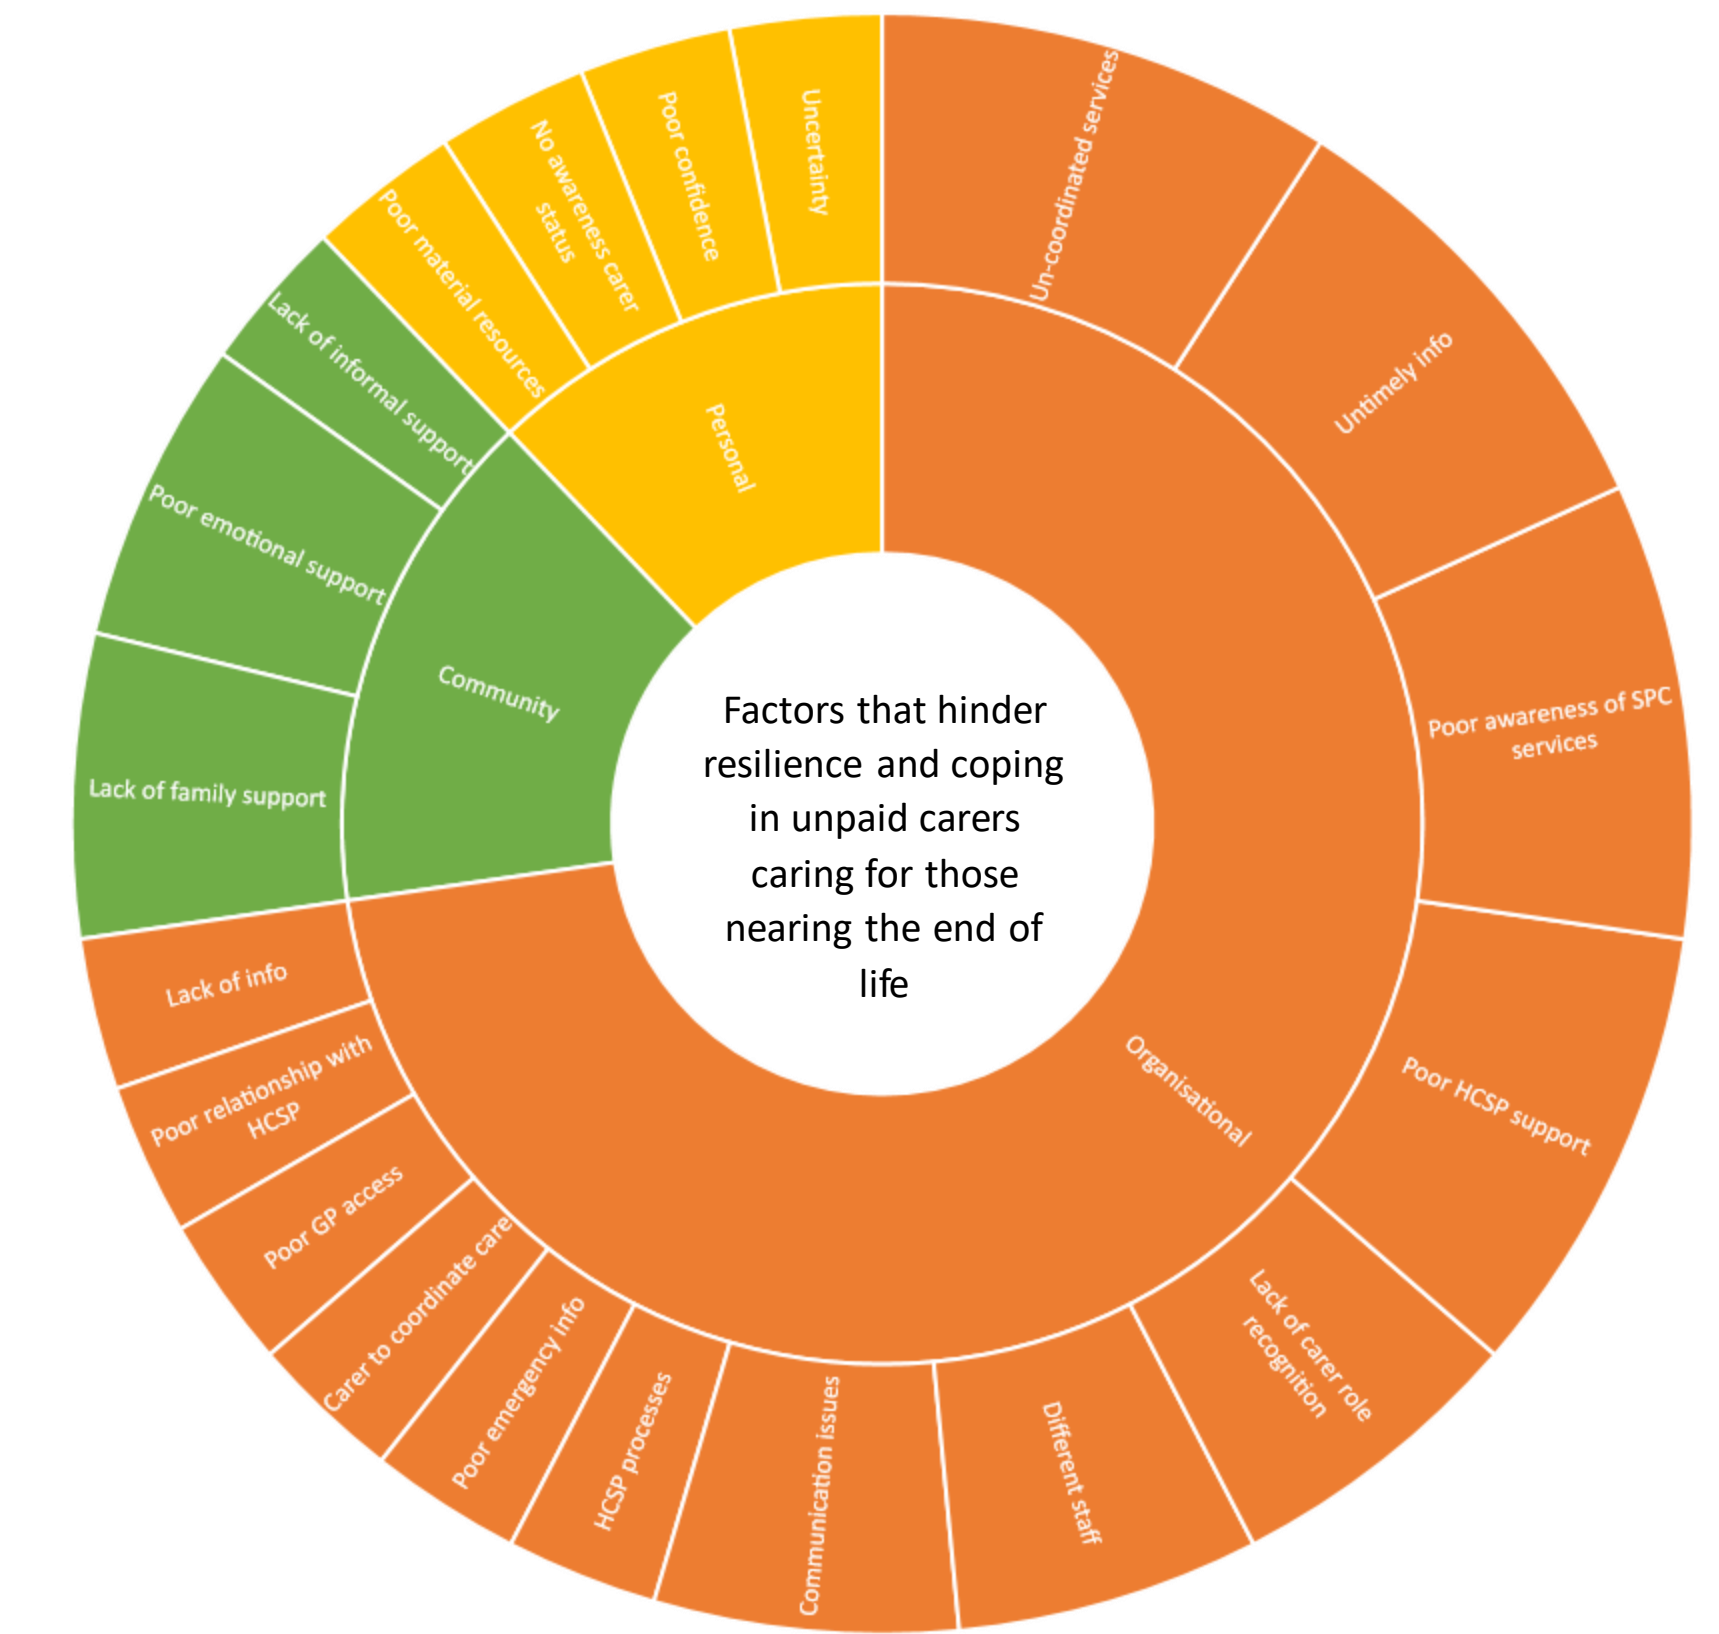 Factors that hinder
resilience and coping
in unpaid carers
caring for those
nearing the end of
life
Organisational
Un-coordinated services
Untimely info
Poor awareness of SPC
services
Poor HCSP support
Lack of carer role
recognition
Different staff
Communication issues
HCSP processes
Poor emergency info
Carer to coordinate care
Poor GP access
Poor relationship with
HCSP
Lack of info
Community
Lack of family support
Poor emotional support
Lack of informal support
Personal
Poor material resources
No awareness carer
status
Poor confidence
Uncertainty